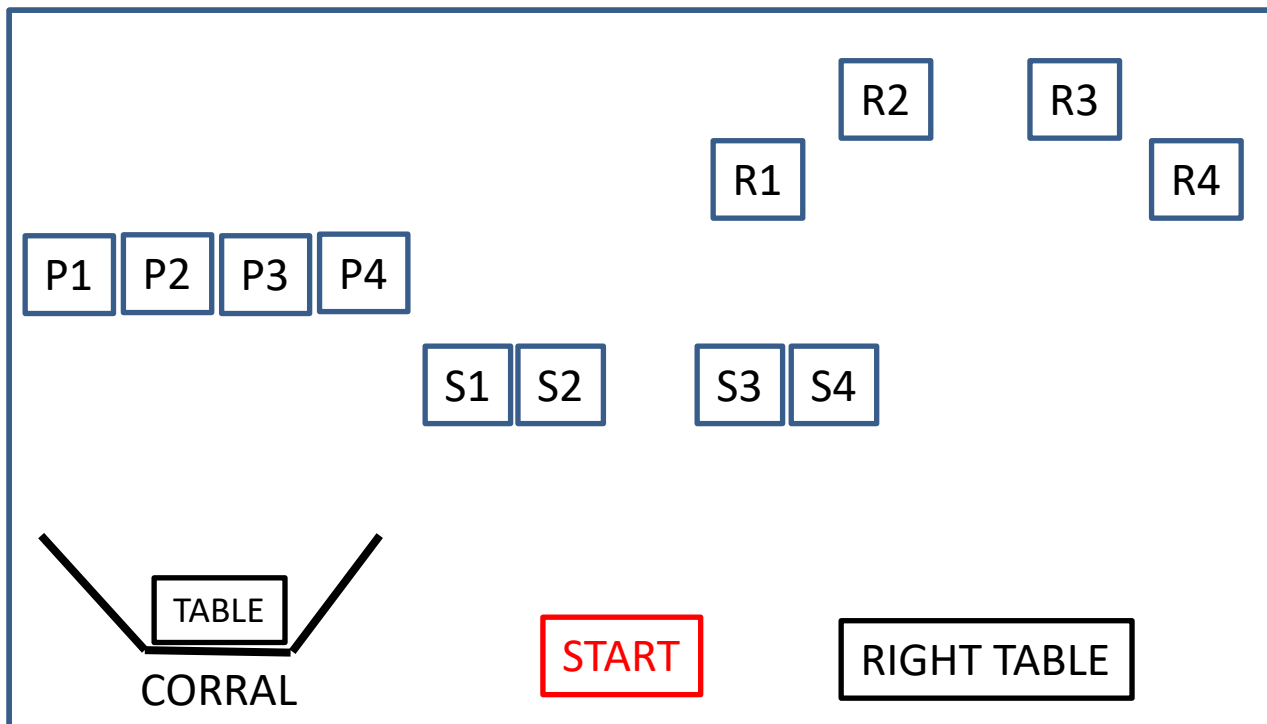 R2
R3
R1
R4
P1
P2
P3
P4
S1
S2
S3
S4
TABLE
CORRAL
START
RIGHT TABLE